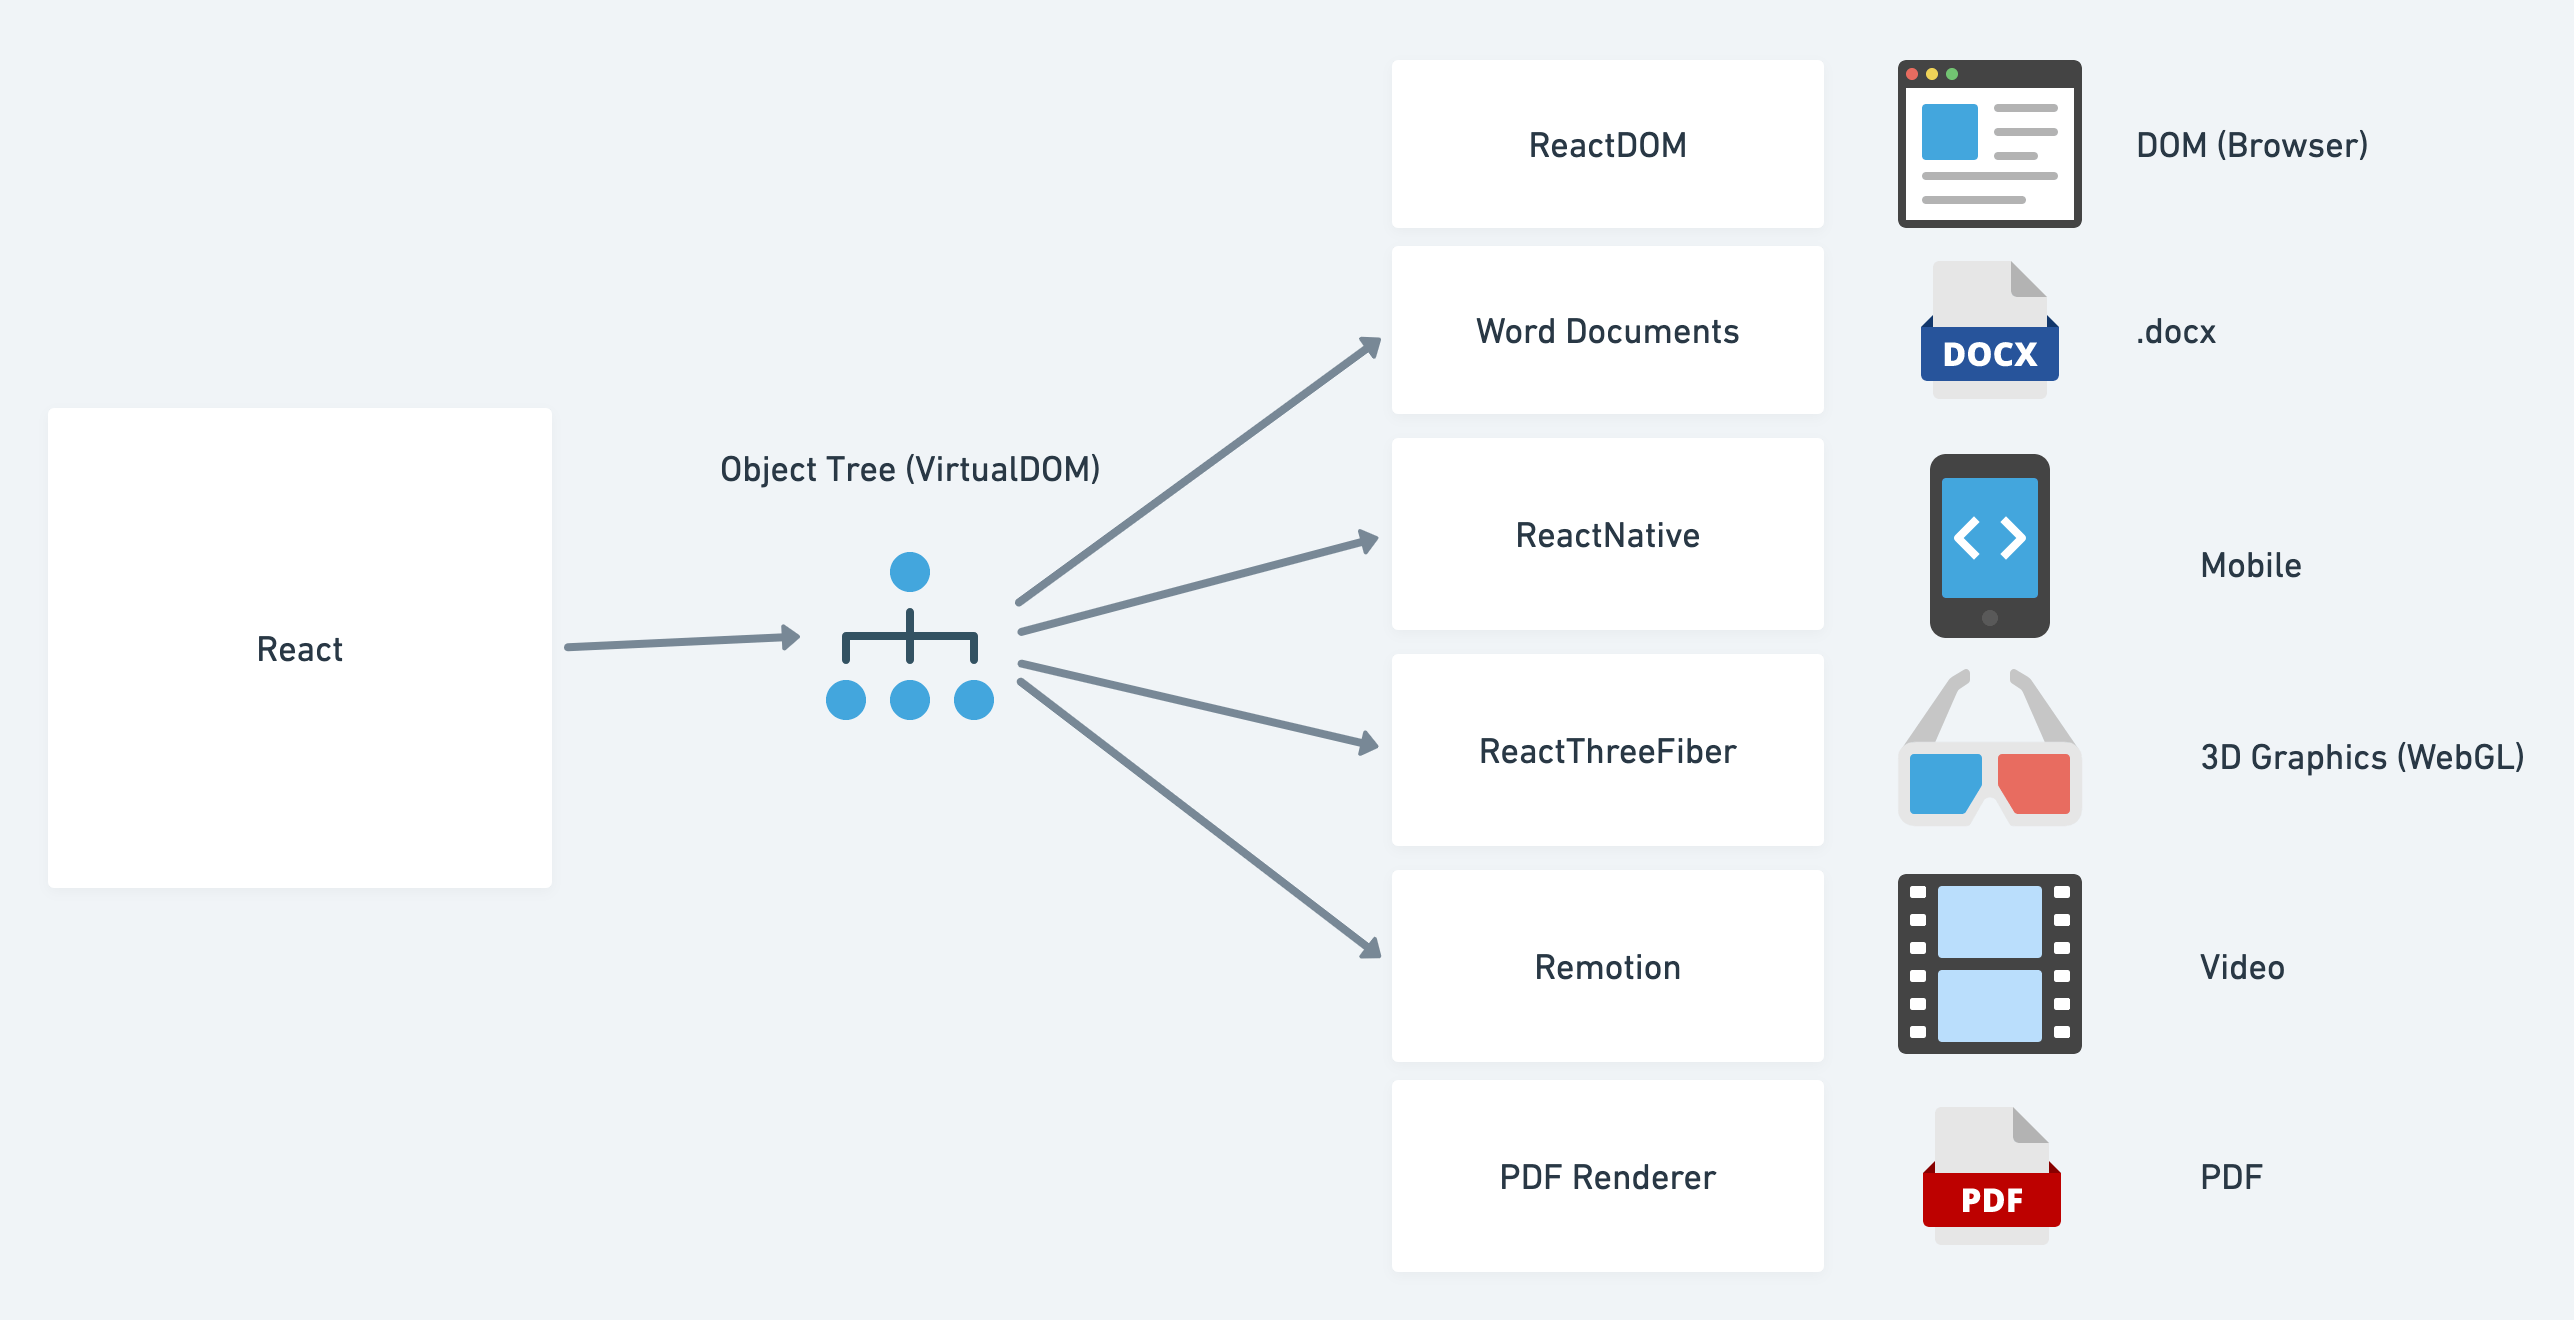 React
Object Tree (VirtualDOM)
ReactDOM
DOM (Browser)
Word Documents
DOCX
.docx
ReactNative
Mobile
ReactThreeFiber
3D Graphics (WebGL)
Remotion
Video
PDF Renderer
PDF
PDF